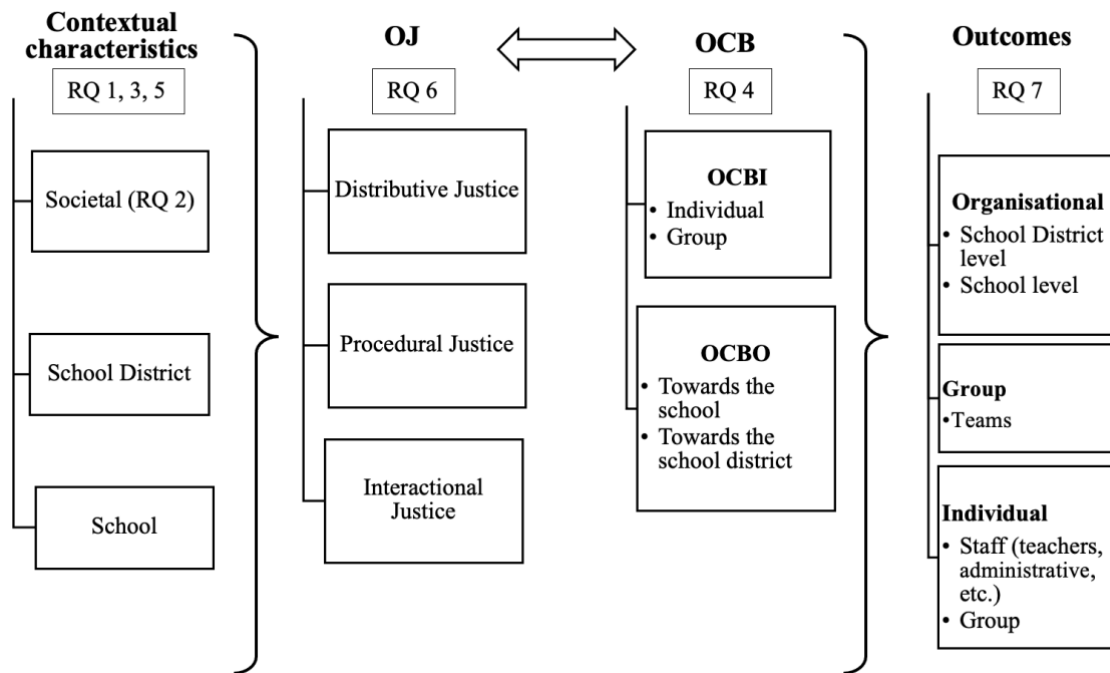 Contextual
characteristics
RQ 1, 3, 5
Societal (RQ 2)
School District
School
OJ
RQ 6
Distributive Justice
Procedural Justice
Interactional
Justice
OCB
RQ 4
OCBI
• Individual
• Group
OCBO
• Towards the
school
• Towards the
school district
Outcomes
RQ 7
Organisational
• School District
level
• School level
Group
•Teams
Individual
• Staff (teachers,
administrative,
etc.)
• Group